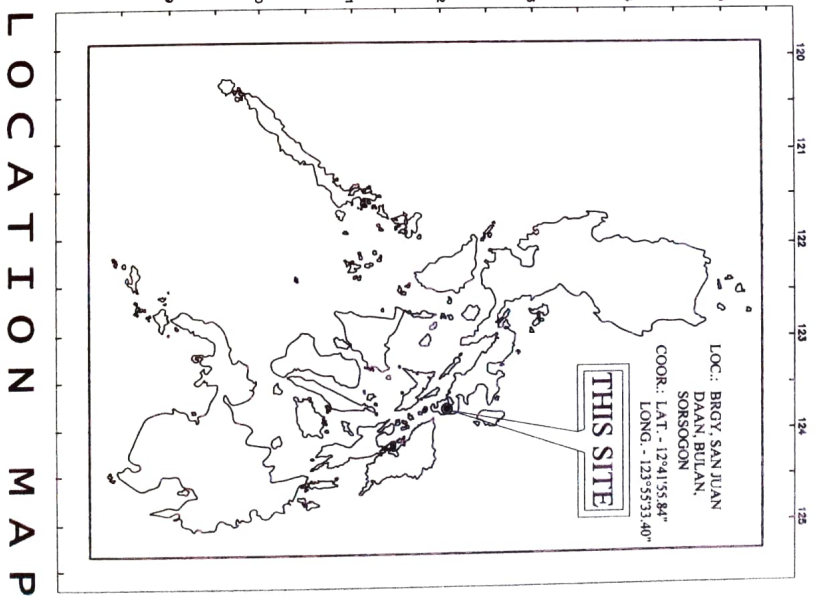 120
121
122
123
124
125
LOC.: BRGY, SAN JUAN
DAAN, BULAN,
SORSOGON
COOR.: LAT. - 12°41'55.84"
LONG. - 123°55'33.40"
THIS SITE
LOCATION MAP